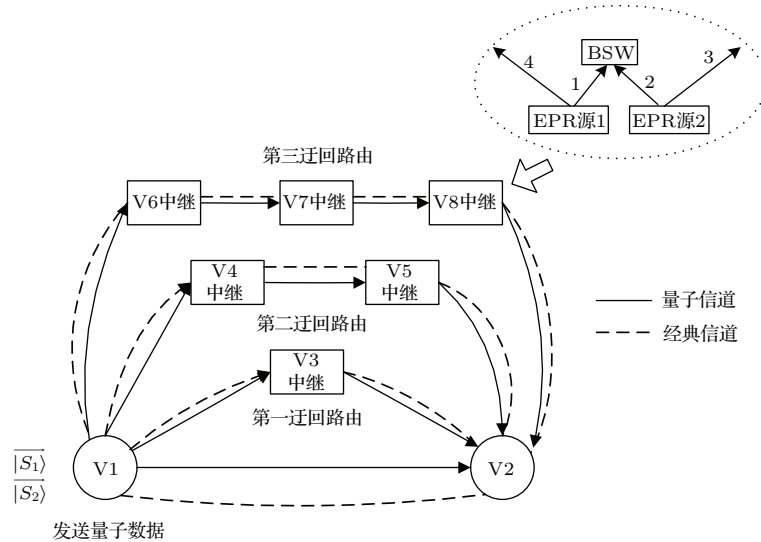 BSW
4
3
1
2
EPR源1
EPR源2
第三迂回路由
V6中继
V7中继
V8中继
V4
中继
V5
中继
量子信道
第二迂回路由
经典信道
V3
中继
第一迂回路由
|S₁⟩
V1
V2
|S₂⟩
发送量子数据